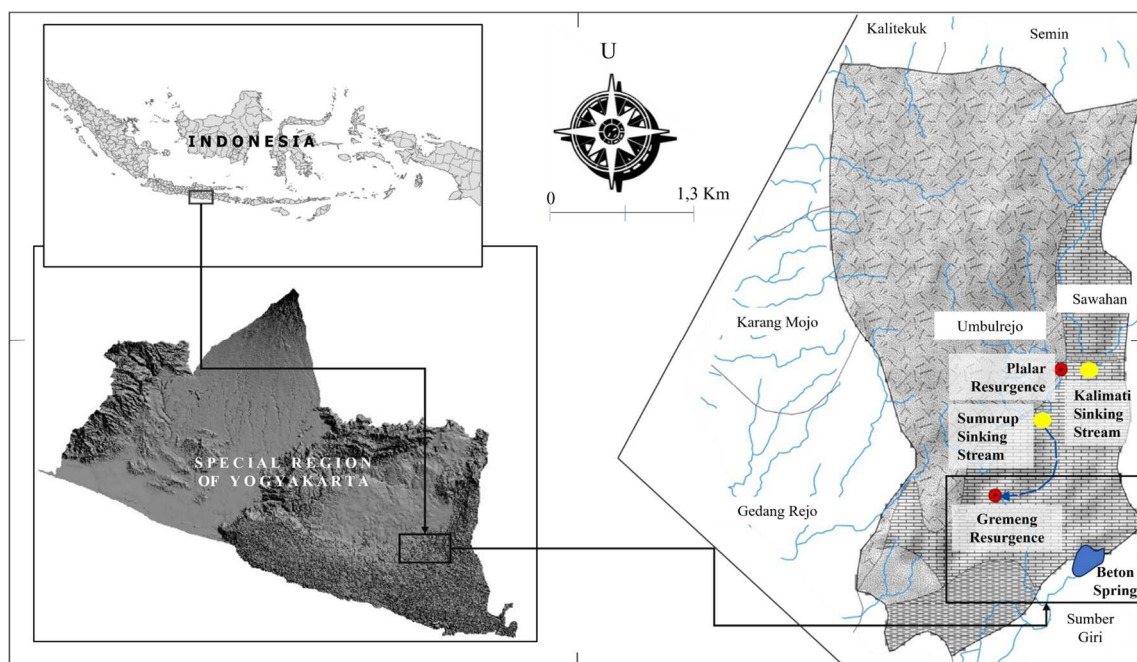 INDONESIA
U
0
1,3 Km
SPECIAL REGION
OF YOGYAKARTA
Kalitekuk
Semin
Karang Mojo
Gedang Rejo
Sawahan
Umbulrejo
Plalar
Resurgence
Kalimati
Sinking
Stream
Sumurup
Sinking
Stream
Gremeng
Resurgence
Beton
Spring
Sumber
Giri